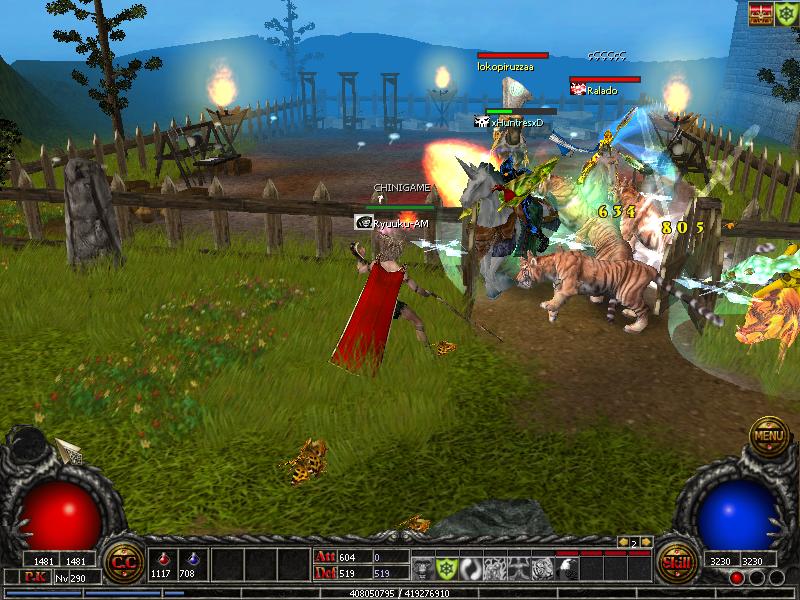 lokopiruzzaa
Ralado
xHuntresxD
CHINIGAME
Ryuuku-AM
634
805
MENU
1481 1481
CC
1117 708
Att 604 0
Def 519 519
2
Skill
3230 3230
P.K Nv 290
408050795 / 419276910